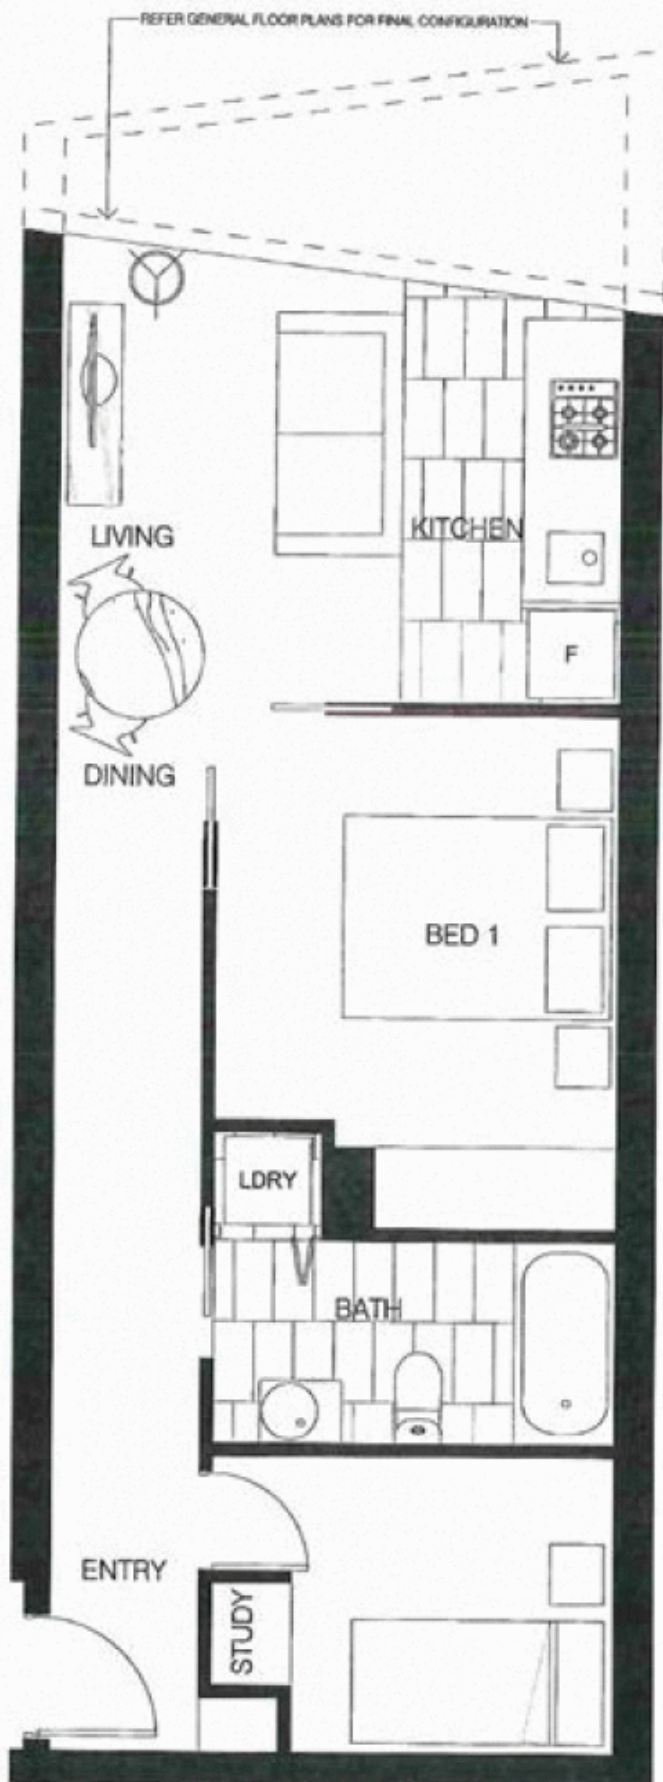 REFER GENERAL FLOOR PLANS FOR FINAL CONFIGURATION
LIVING
KITCHEN
F
DINING
BED 1
LDRY
BATH
ENTRY
STUDY